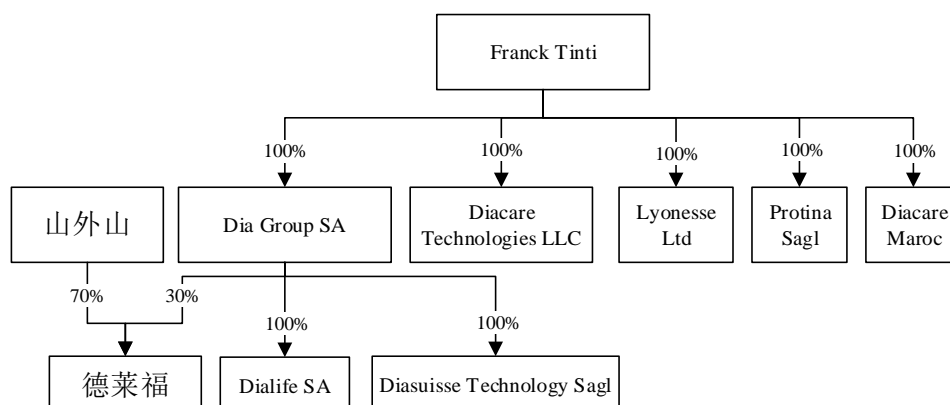 Franck Tinti
100%
100%
100%
100%
100%
山外山
Dia Group SA
Diacare
Technologies LLC
Lyonesse
Ltd
Protina
Sagl
Diacare
Maroc
70%
30%
100%
100%
德莱福
Dialife SA
Diasuisse Technology Sagl